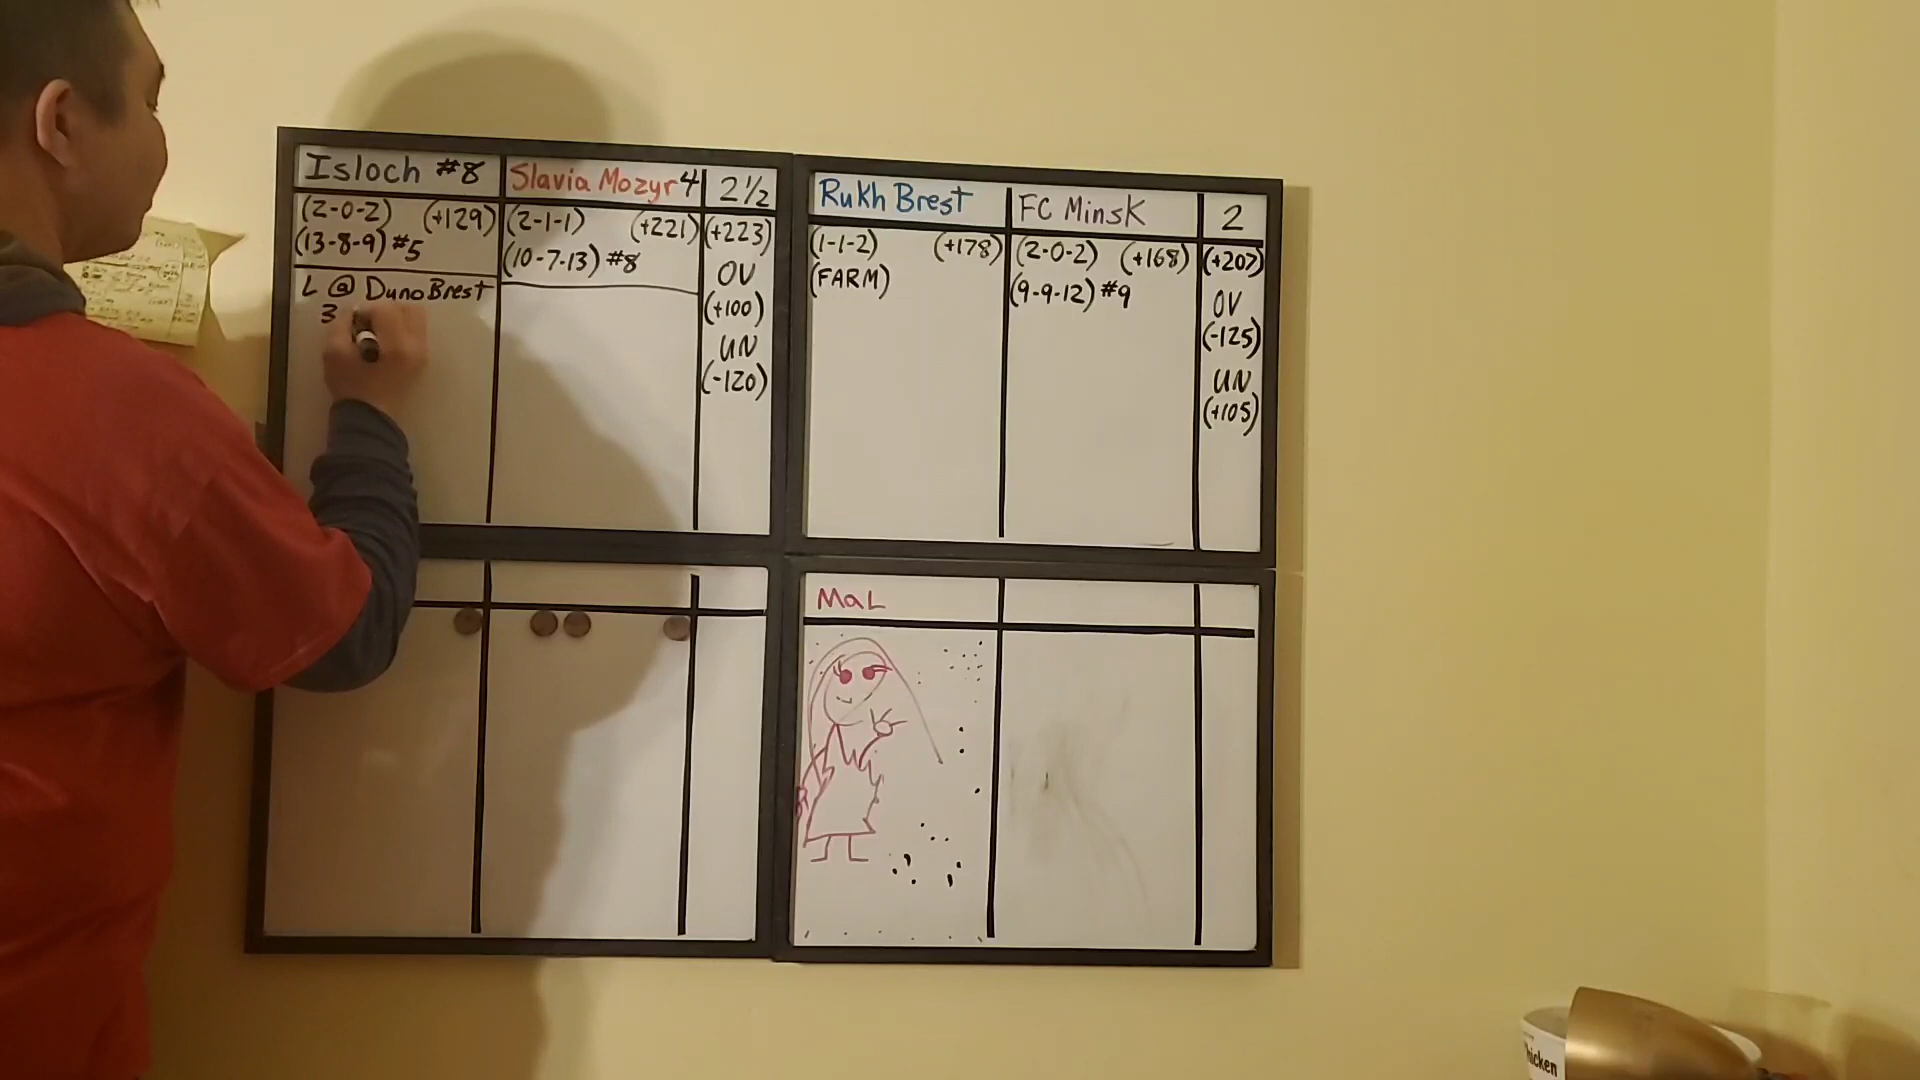 Isloch #8
(2-0-2) (+129)
(13-8-9) #5
L @ DunoBrest
3
Slavia Mozyr 4
(2-1-1) (+221)
(10-7-13) #8
2 1/2
(+223)
OV
(+100)
UN
(-120)
Rukh Brest
(1-1-2) (+178)
(FARM)
FC Minsk
(2-0-2) (+168)
(9-9-12) #9
2
(+207)
OV
(-125)
UN
(+105)
MaL